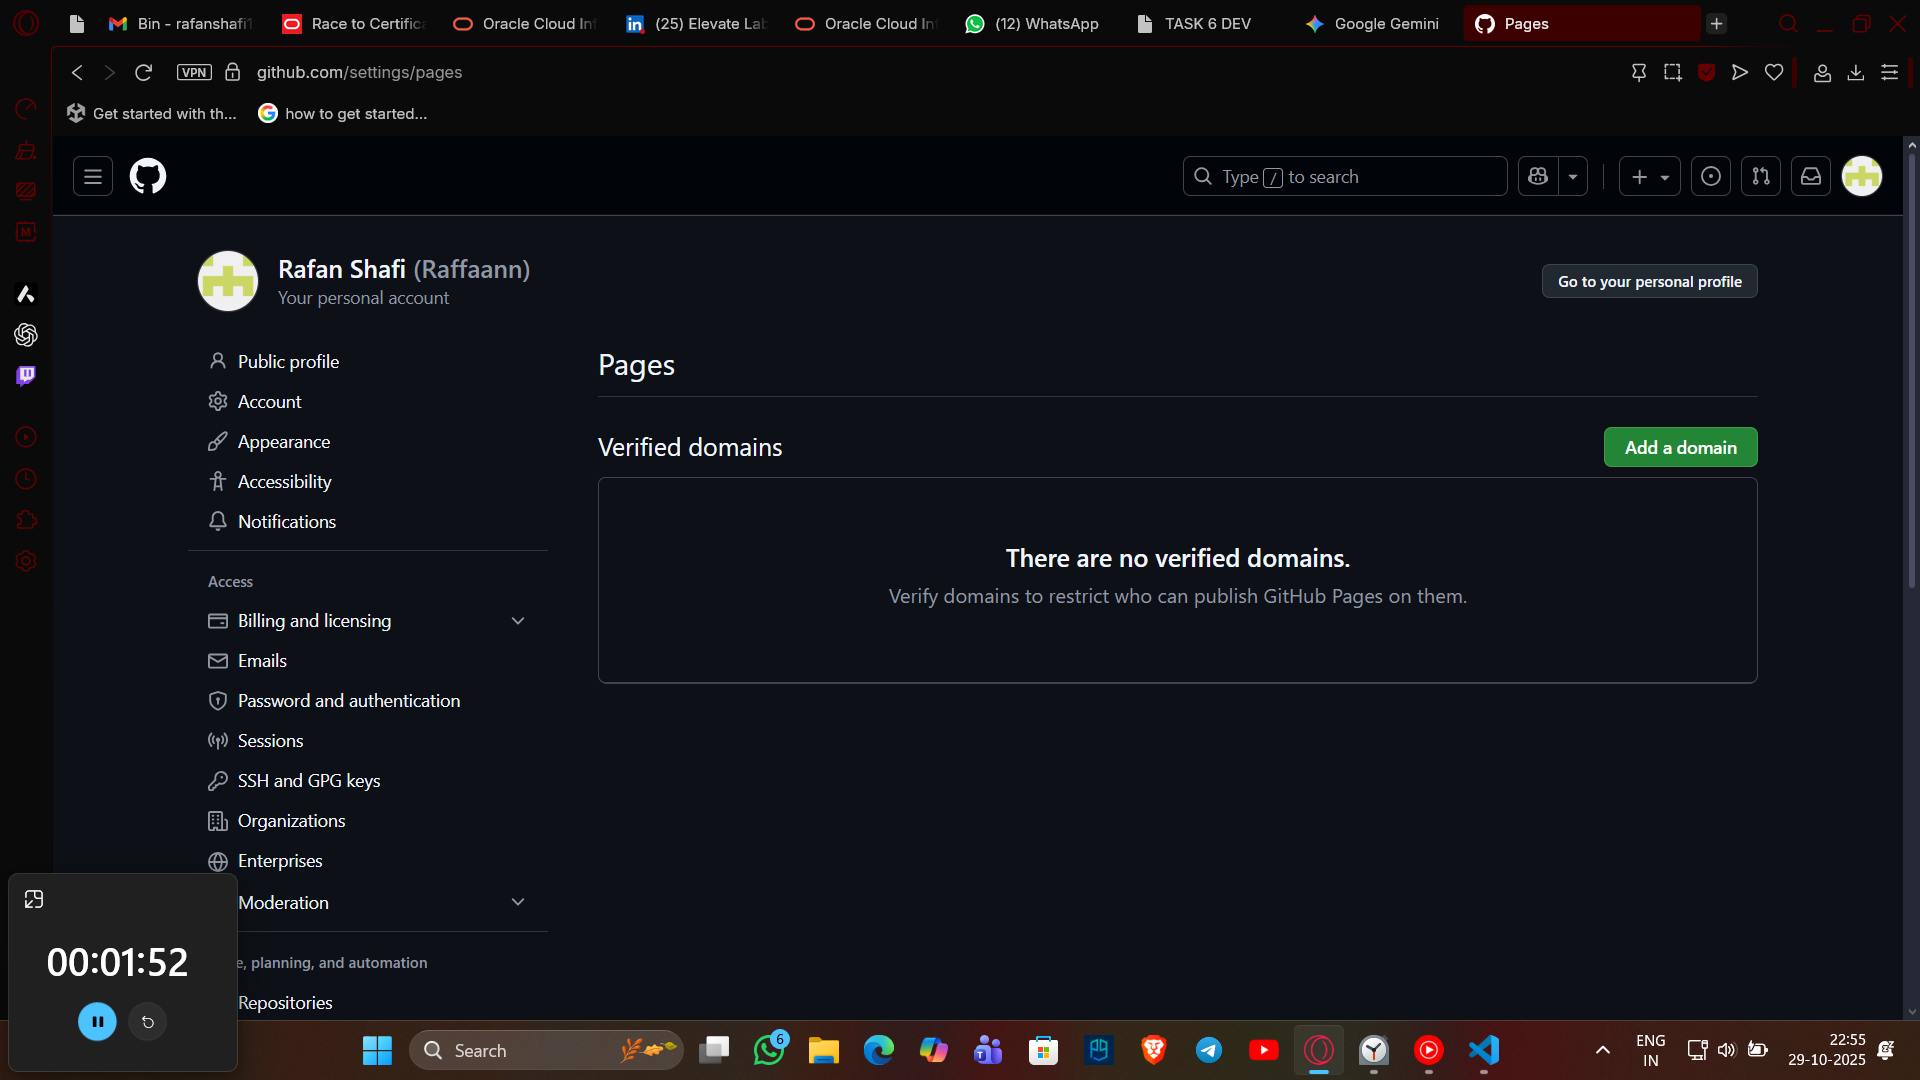 Bin - rafanshafi1
Race to Certifica
Oracle Cloud Inf
(25) Elevate Lab
Oracle Cloud Inf
(12) WhatsApp
TASK 6 DEV
Google Gemini
Pages
VPN
github.com/settings/pages
Get started with th...
how to get started...
Type / to search
Rafan Shafi (Raffaann)
Your personal account
Go to your personal profile
Public profile
Account
Appearance
Accessibility
Notifications
Access
Billing and licensing
Emails
Password and authentication
Sessions
SSH and GPG keys
Organizations
Enterprises
Moderation
e, planning, and automation
Repositories
Pages
Verified domains
Add a domain
There are no verified domains.
Verify domains to restrict who can publish GitHub Pages on them.
00:01:52
Search
6
ENG
IN
22:55
29-10-2025